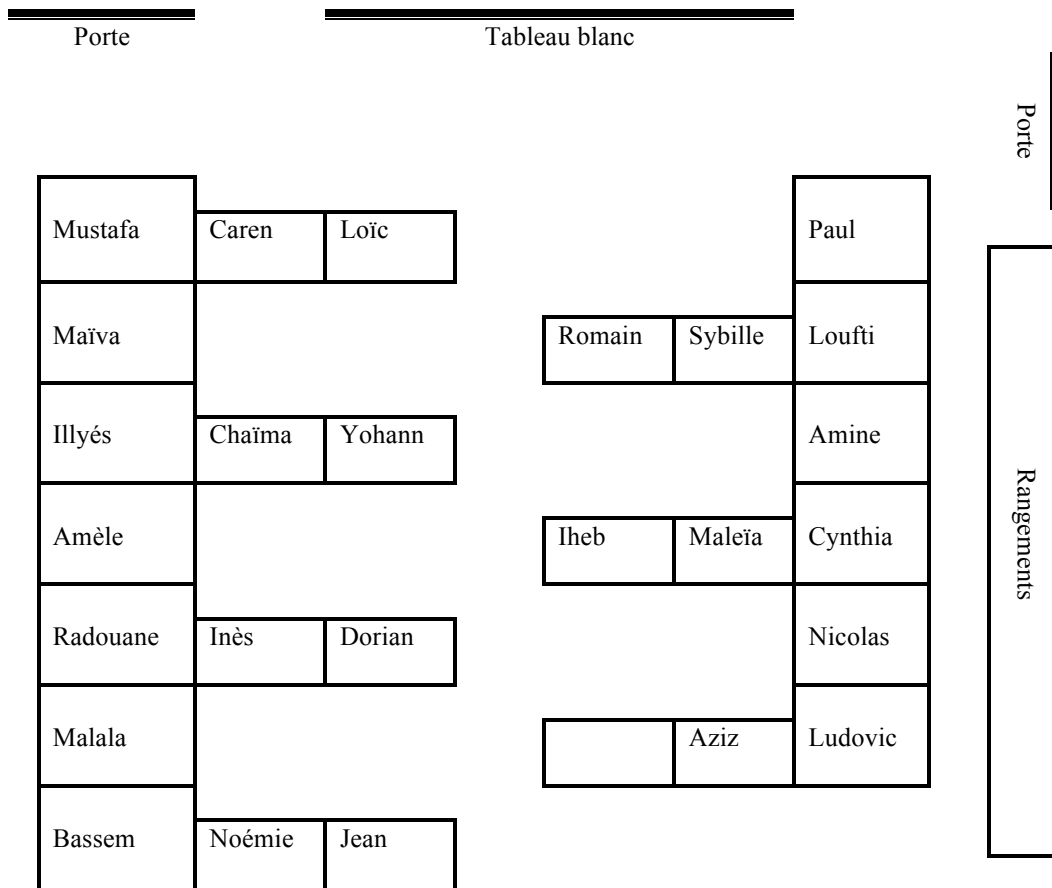 Porte Tableau blanc
Porte
Mustafa Caren Loïc Paul
Maïva Romain Sybille Loufti
Illyés Chaïma Yohann Amine
Rangements
Amèle Iheb Maleïa Cynthia
Radouane Inès Dorian Nicolas
Malala Aziz Ludovic
Bassem Noémie Jean